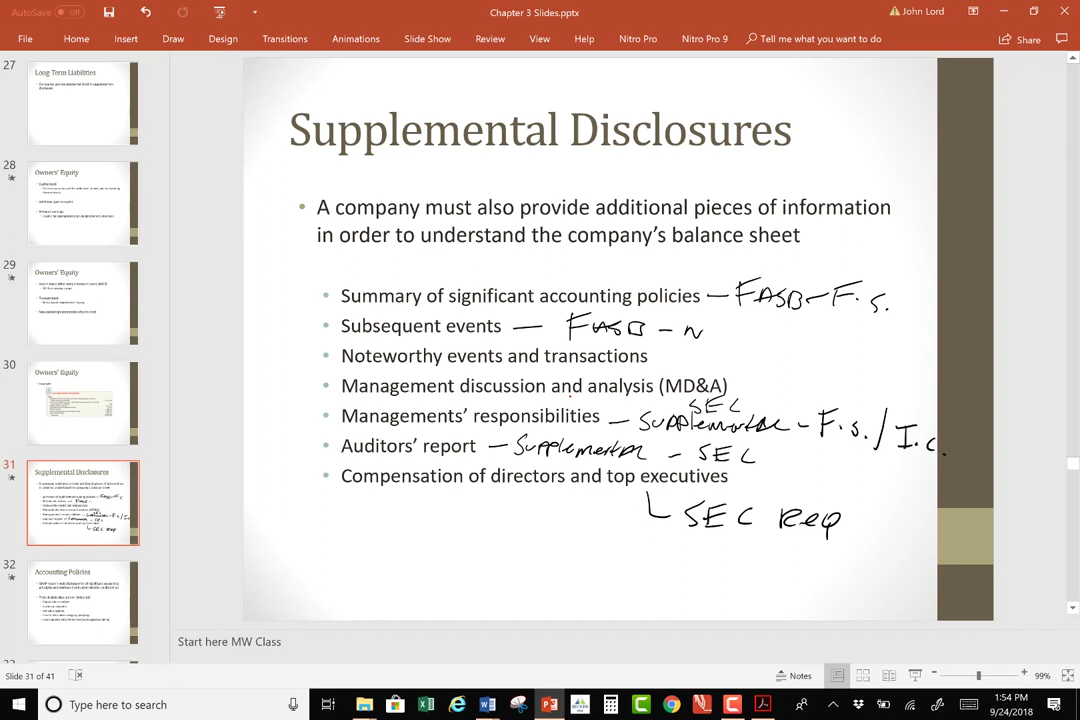 AutoSave Off
Chapter 3 Slides.pptx
John Lord
File Home Insert Draw Design Transitions Animations Slide Show Review View Help Nitro Pro Nitro Pro 9 Tell me what you want to do Share
27
Long-Term Liabilities
28
Owners' Equity
29
Owners' Equity
30
Owners' Equity
31
Supplemental Disclosures
32
Accounting Policies
Supplemental Disclosures
• A company must also provide additional pieces of information
in order to understand the company's balance sheet
• Summary of significant accounting policies – FASB – F.s.
• Subsequent events — FASB – n
• Noteworthy events and transactions
• Management discussion and analysis (MD&A)
SEC
• Managements' responsibilities – Supplemental – F.s./I.c.
• Auditors' report – Supplemental – SEC
• Compensation of directors and top executives
SEC Req
Start here MW Class
Slide 31 of 41
Notes
99%
Type here to search
1:54 PM
9/24/2018